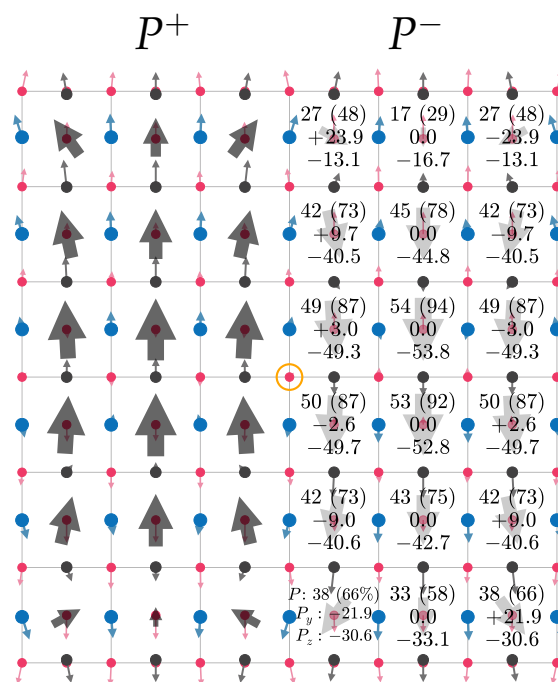 P⁺ P⁻
27 (48) 17 (29) 27 (48)
+23.9 0.0 −23.9
−13.1 −16.7 −13.1
42 (73) 45 (78) 42 (73)
+9.7 0.0 −9.7
−40.5 −44.8 −40.5
49 (87) 54 (94) 49 (87)
+3.0 0.0 −3.0
−49.3 −53.8 −49.3
50 (87) 53 (92) 50 (87)
−2.6 0.0 +2.6
−49.7 −52.8 −49.7
42 (73) 43 (75) 42 (73)
−9.0 0.0 +9.0
−40.6 −42.7 −40.6
P: 38 (66%) 33 (58) 38 (66)
P_y: −21.9 0.0 +21.9
P_z: −30.6 −33.1 −30.6